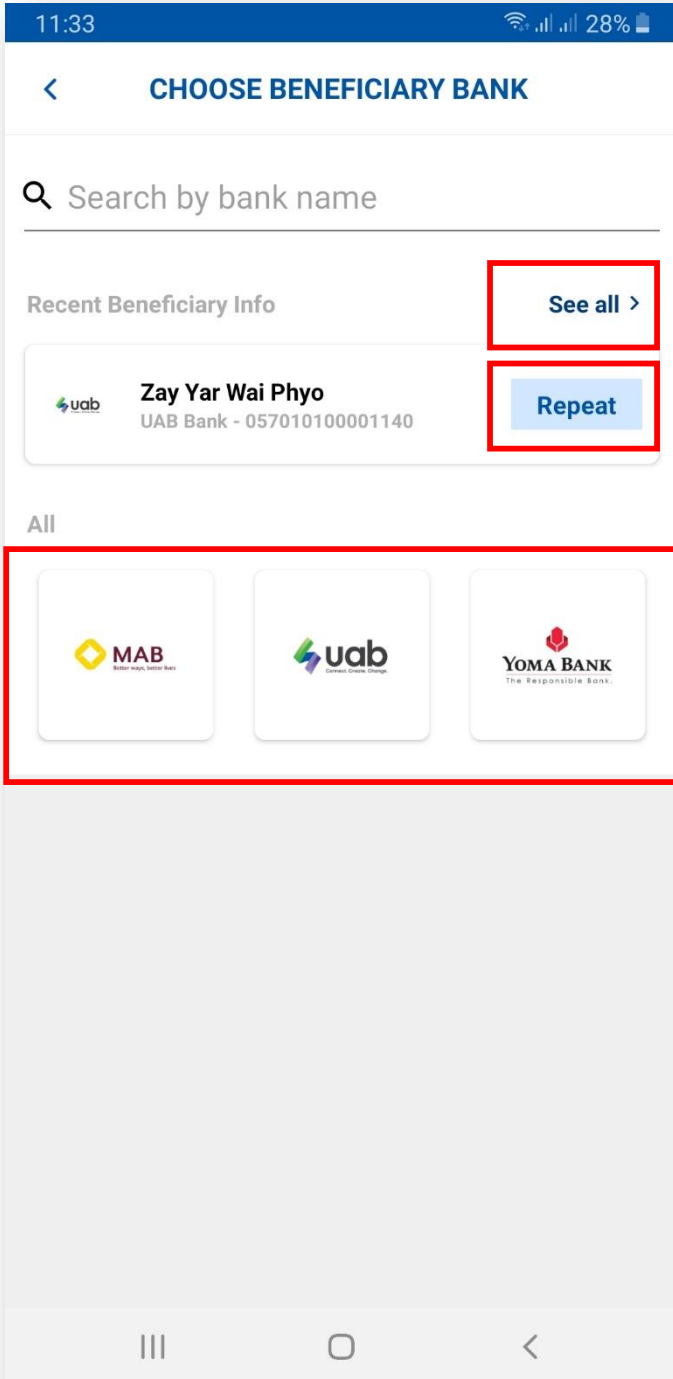 11:33 28%
CHOOSE BENEFICIARY BANK
Search by bank name
Recent Beneficiary Info See all >
uab Zay Yar Wai Phyo Repeat
UAB Bank - 057010100001140
All
MAB
Better ways, better lives
uab
Connect. Create. Change.
YOMA BANK
The Responsible Bank.